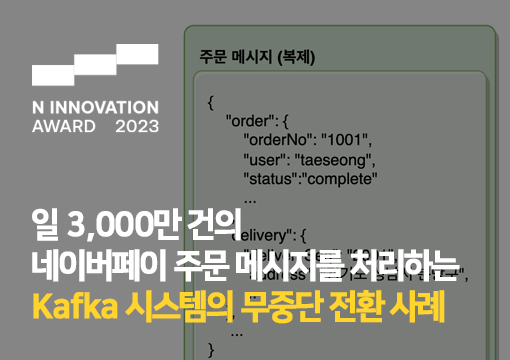 N INNOVATION
AWARD 2023
주문 메시지 (복제)
{
"order": {
"orderNo": "1001",
"user": "taeseong",
"status":"complete"
...
일 3,000만 건의
"delivery": {
네이버페이 주문 메시지를 처리하는
Kafka 시스템의 무중단 전환 사례
...
}